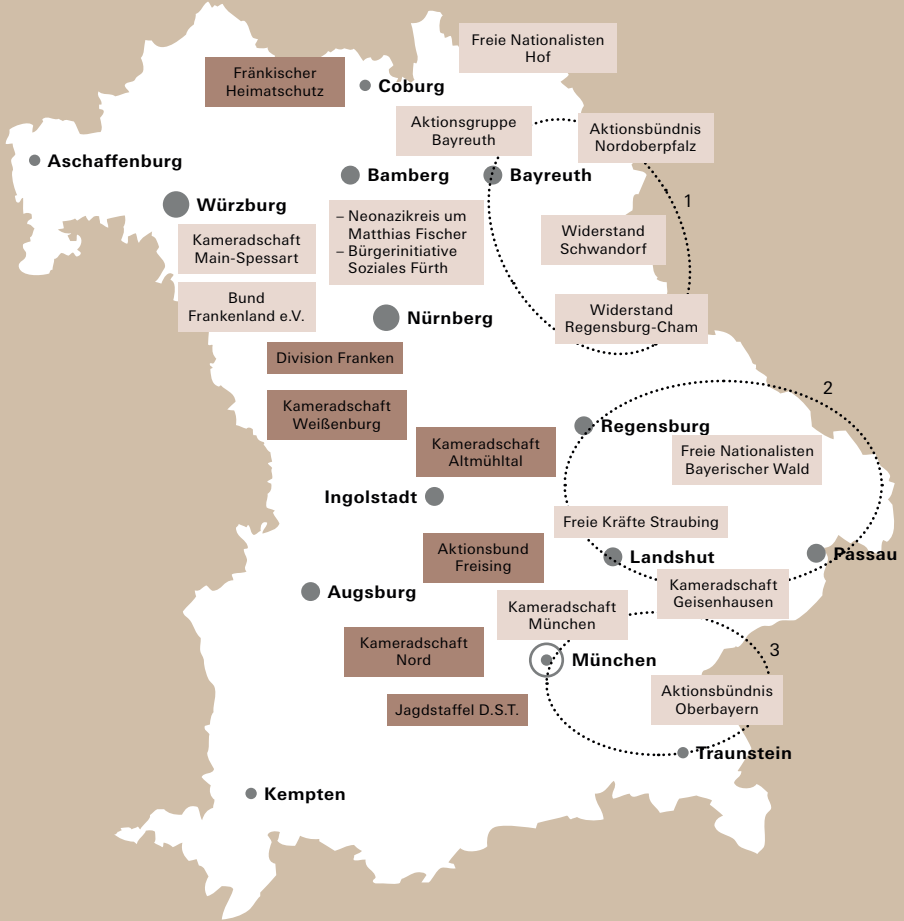 Freie Nationalisten
Hof
Fränkischer
Heimatschutz
Coburg
Aktionsgruppe
Bayreuth
Aktionsbündnis
Nordoberpfalz
Aschaffenburg
Bamberg
Bayreuth
1
Würzburg
– Neonazikreis um
Matthias Fischer
– Bürgerinitiative
Soziales Fürth
Kameradschaft
Main-Spessart
Widerstand
Schwandorf
Bund
Frankenland e.V.
Nürnberg
Widerstand
Regensburg-Cham
Division Franken
2
Kameradschaft
Weißenburg
Regensburg
Kameradschaft
Altmühltal
Freie Nationalisten
Bayerischer Wald
Ingolstadt
Freie Kräfte Straubing
Aktionsbund
Freising
Landshut
Passau
Augsburg
Kameradschaft
Geisenhausen
Kameradschaft
München
Kameradschaft
Nord
München
3
Aktionsbündnis
Oberbayern
Jagdstaffel D.S.T.
Traunstein
Kempten